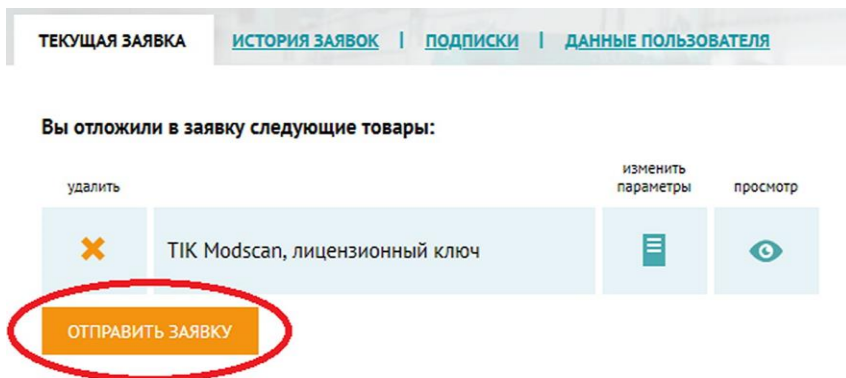 ТЕКУЩАЯ ЗАЯВКА ИСТОРИЯ ЗАЯВОК | ПОДПИСКИ | ДАННЫЕ ПОЛЬЗОВАТЕЛЯ
Вы отложили в заявку следующие товары:
удалить изменить параметры просмотр
TIK Modscan, лицензионный ключ
ОТПРАВИТЬ ЗАЯВКУ